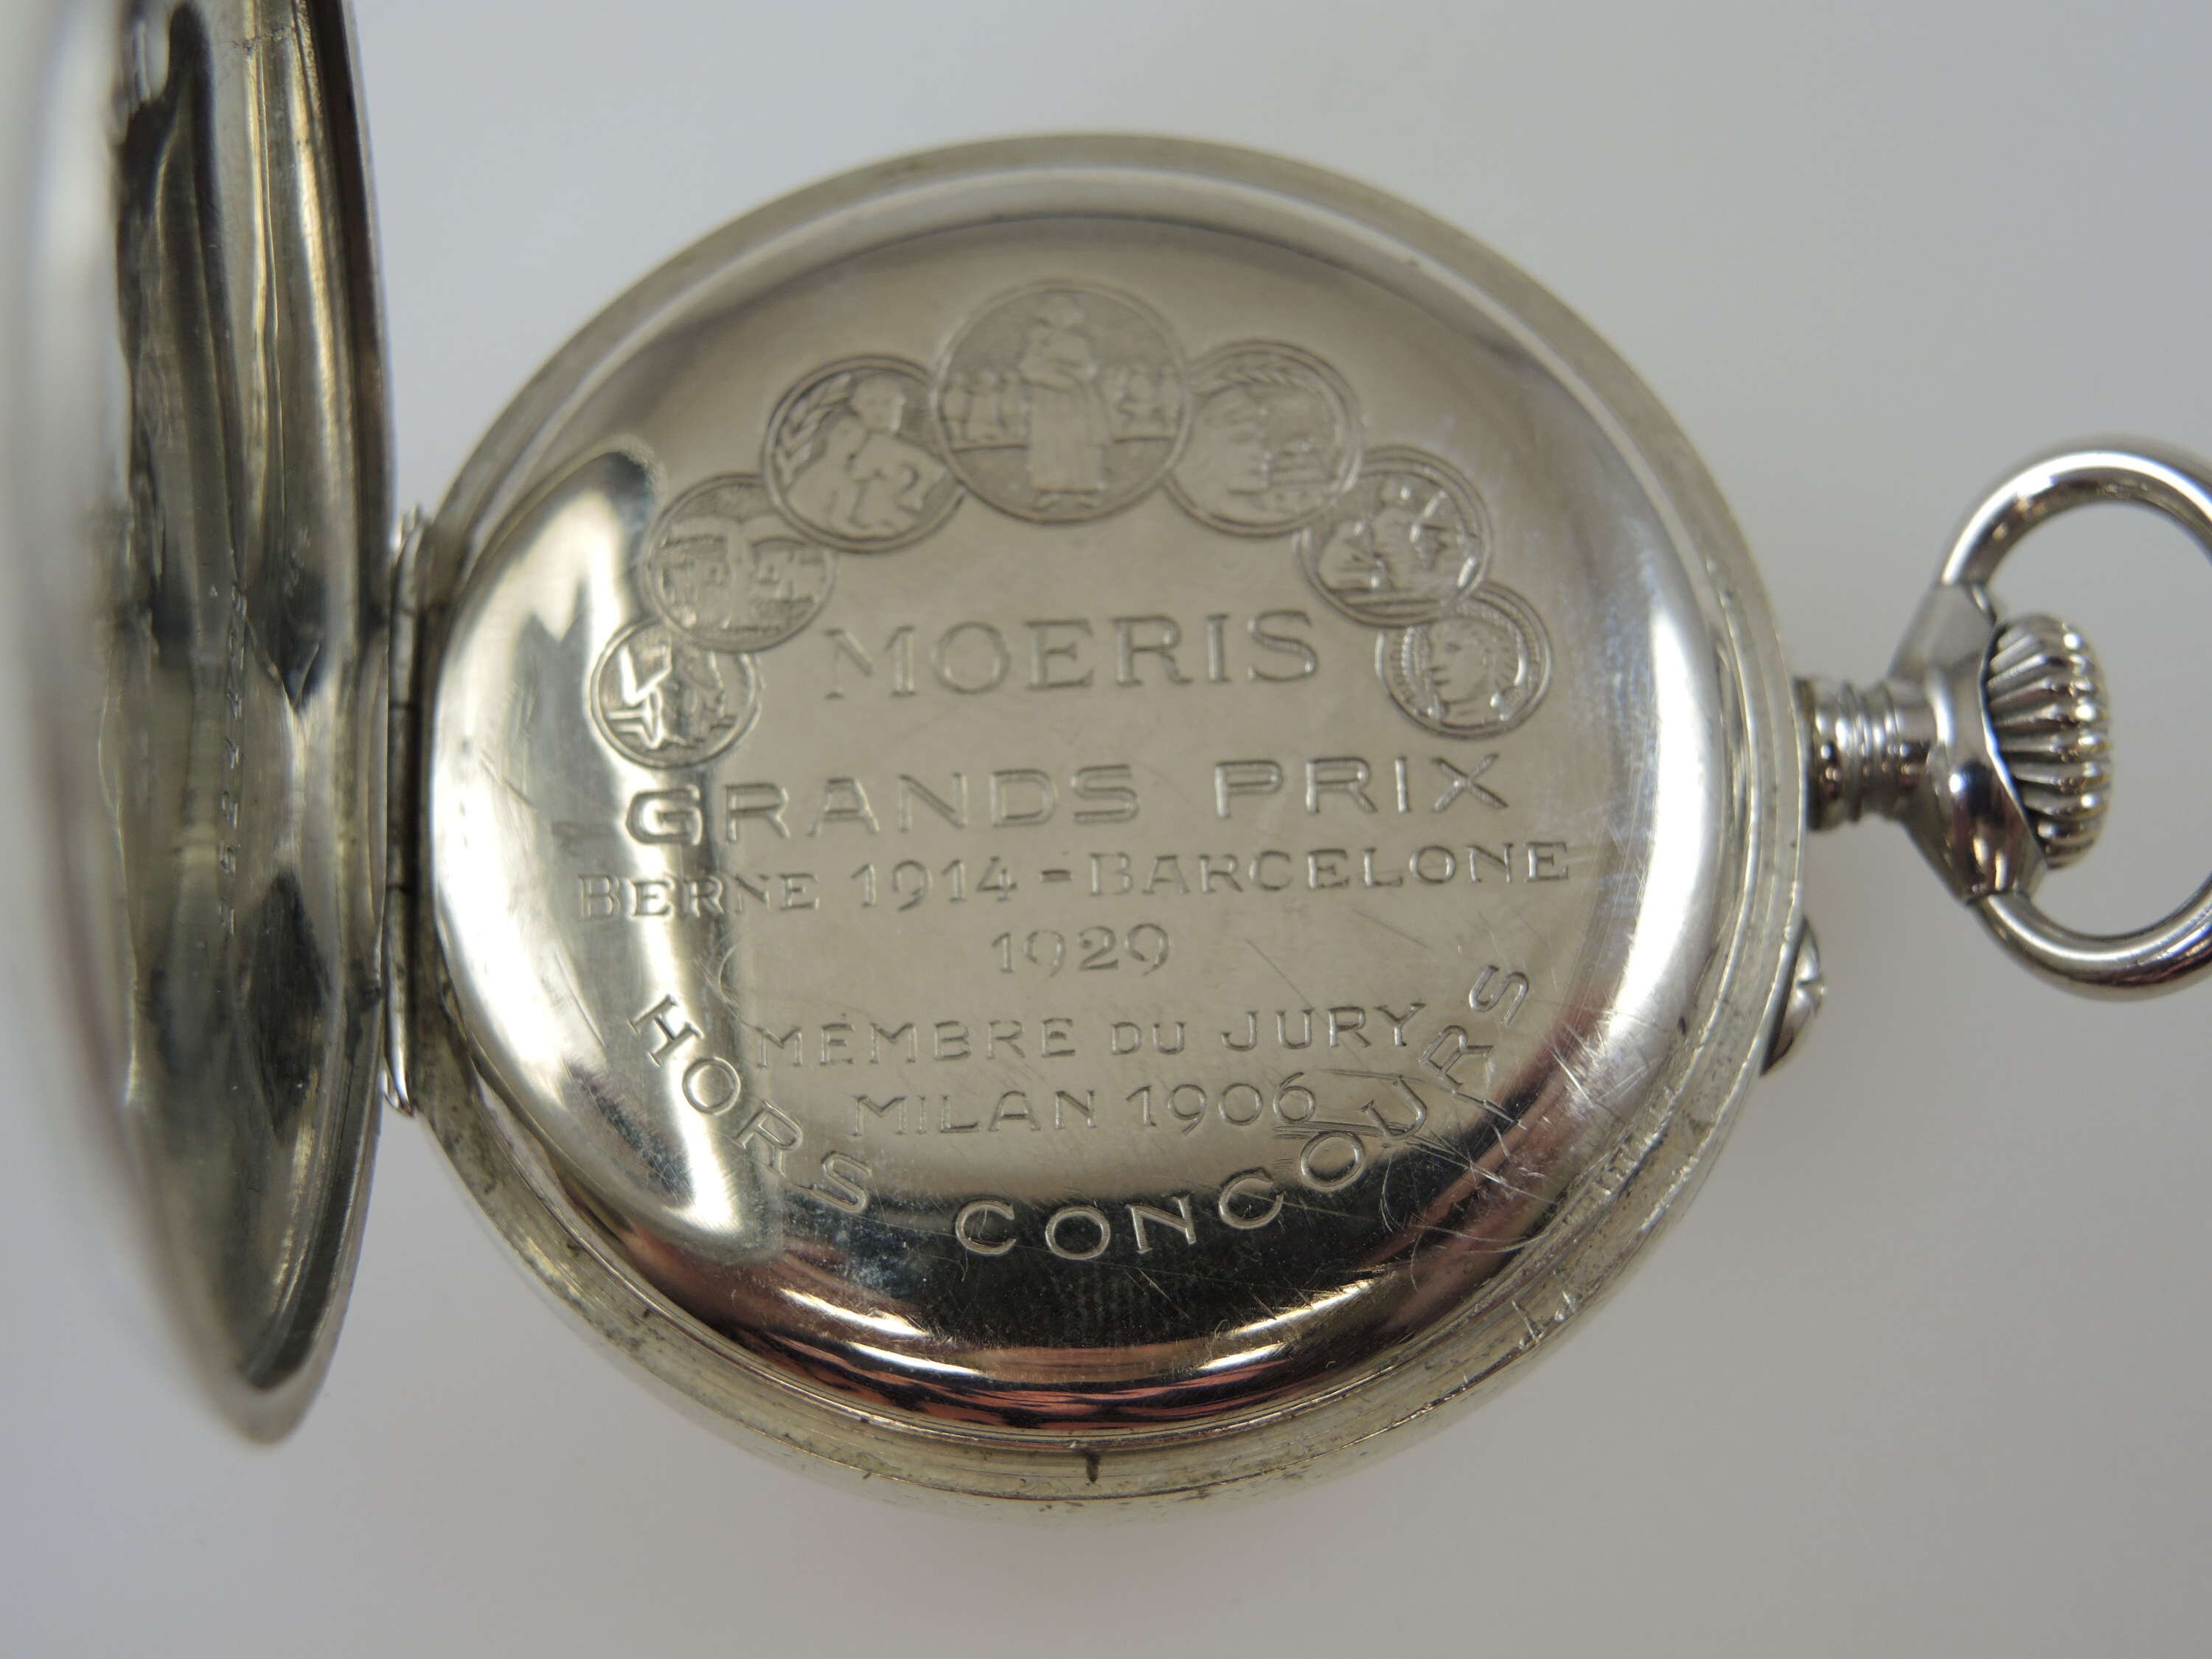 MOERIS
GRANDS PRIX
BERNE 1914 - BARCELONE
1929
MEMBRE DU JURY
MILAN 1906
HORS CONCOURS